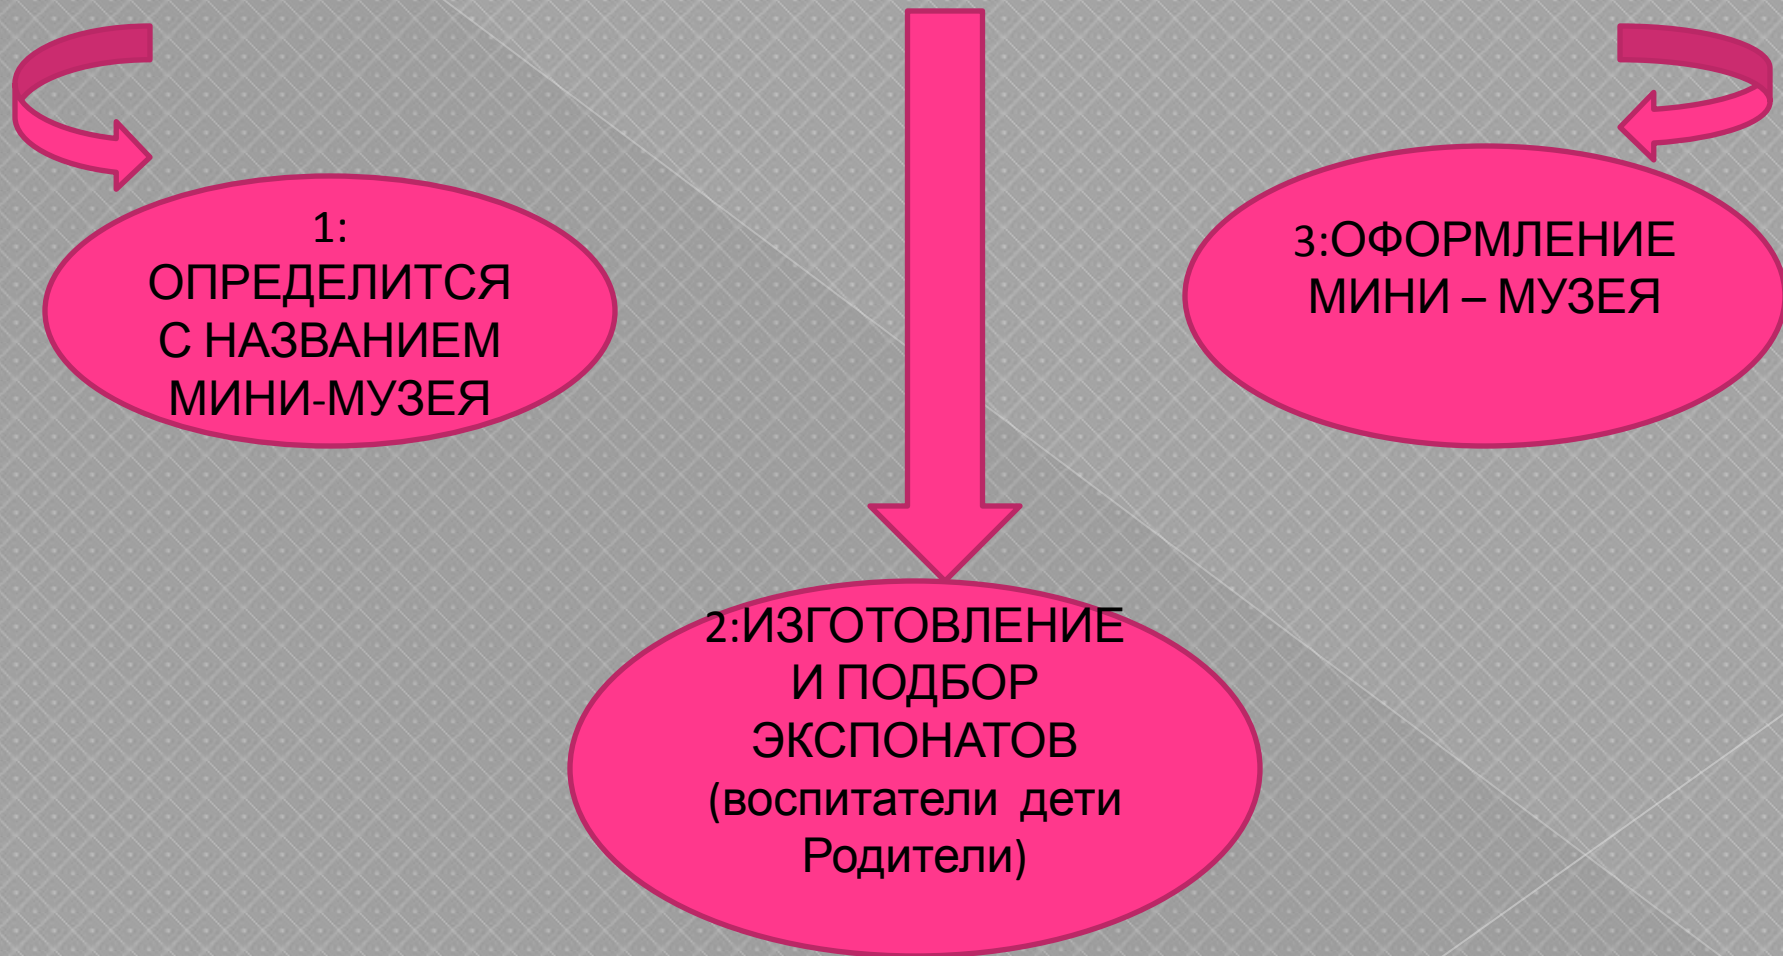 1:
ОПРЕДЕЛИТСЯ
С НАЗВАНИЕМ
МИНИ-МУЗЕЯ
2:ИЗГОТОВЛЕНИЕ
И ПОДБОР
ЭКСПОНАТОВ
(воспитатели дети
Родители)
3:ОФОРМЛЕНИЕ
МИНИ – МУЗЕЯ